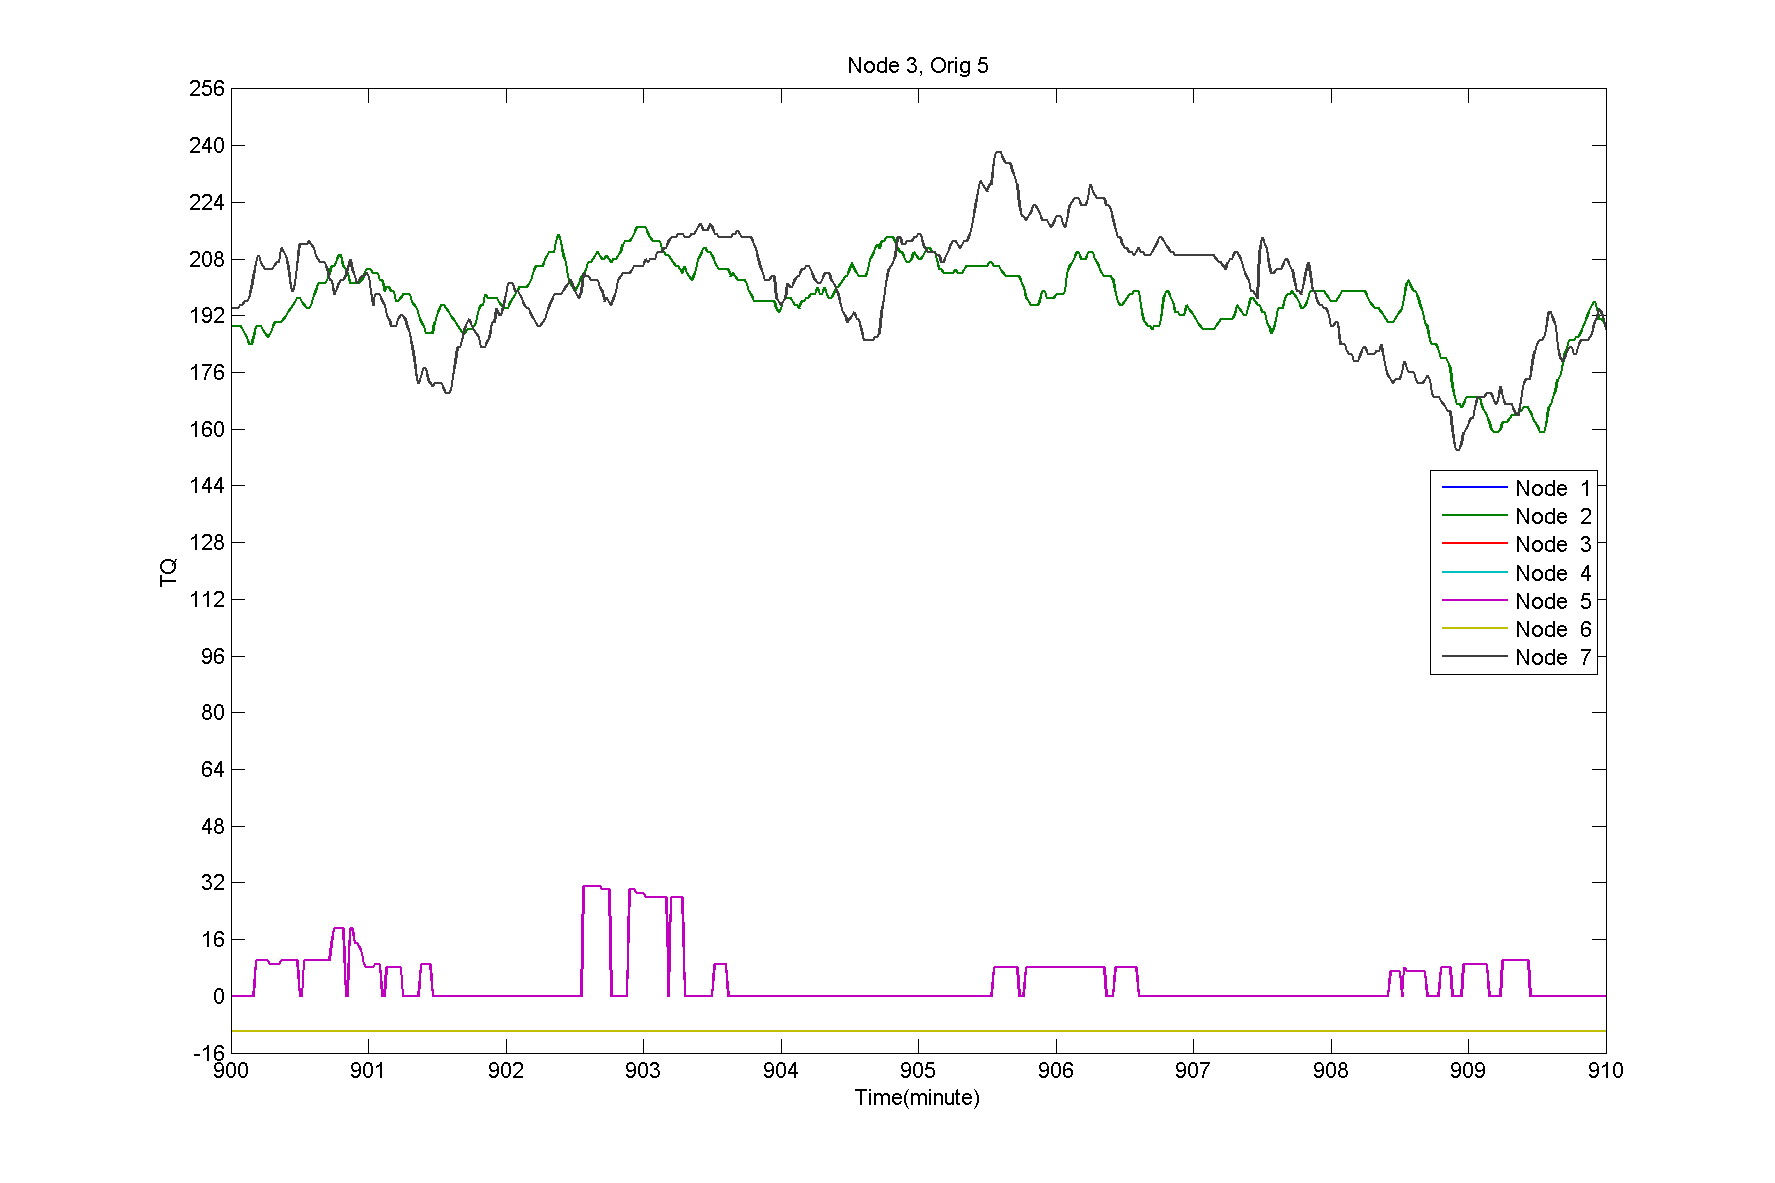 Node 3, Orig 5
256
240
224
208
192
176
160
144
128
112
96
80
64
48
32
16
0
-16
TQ
Node 1
Node 2
Node 3
Node 4
Node 5
Node 6
Node 7
900 901 902 903 904 905 906 907 908 909 910
Time(minute)